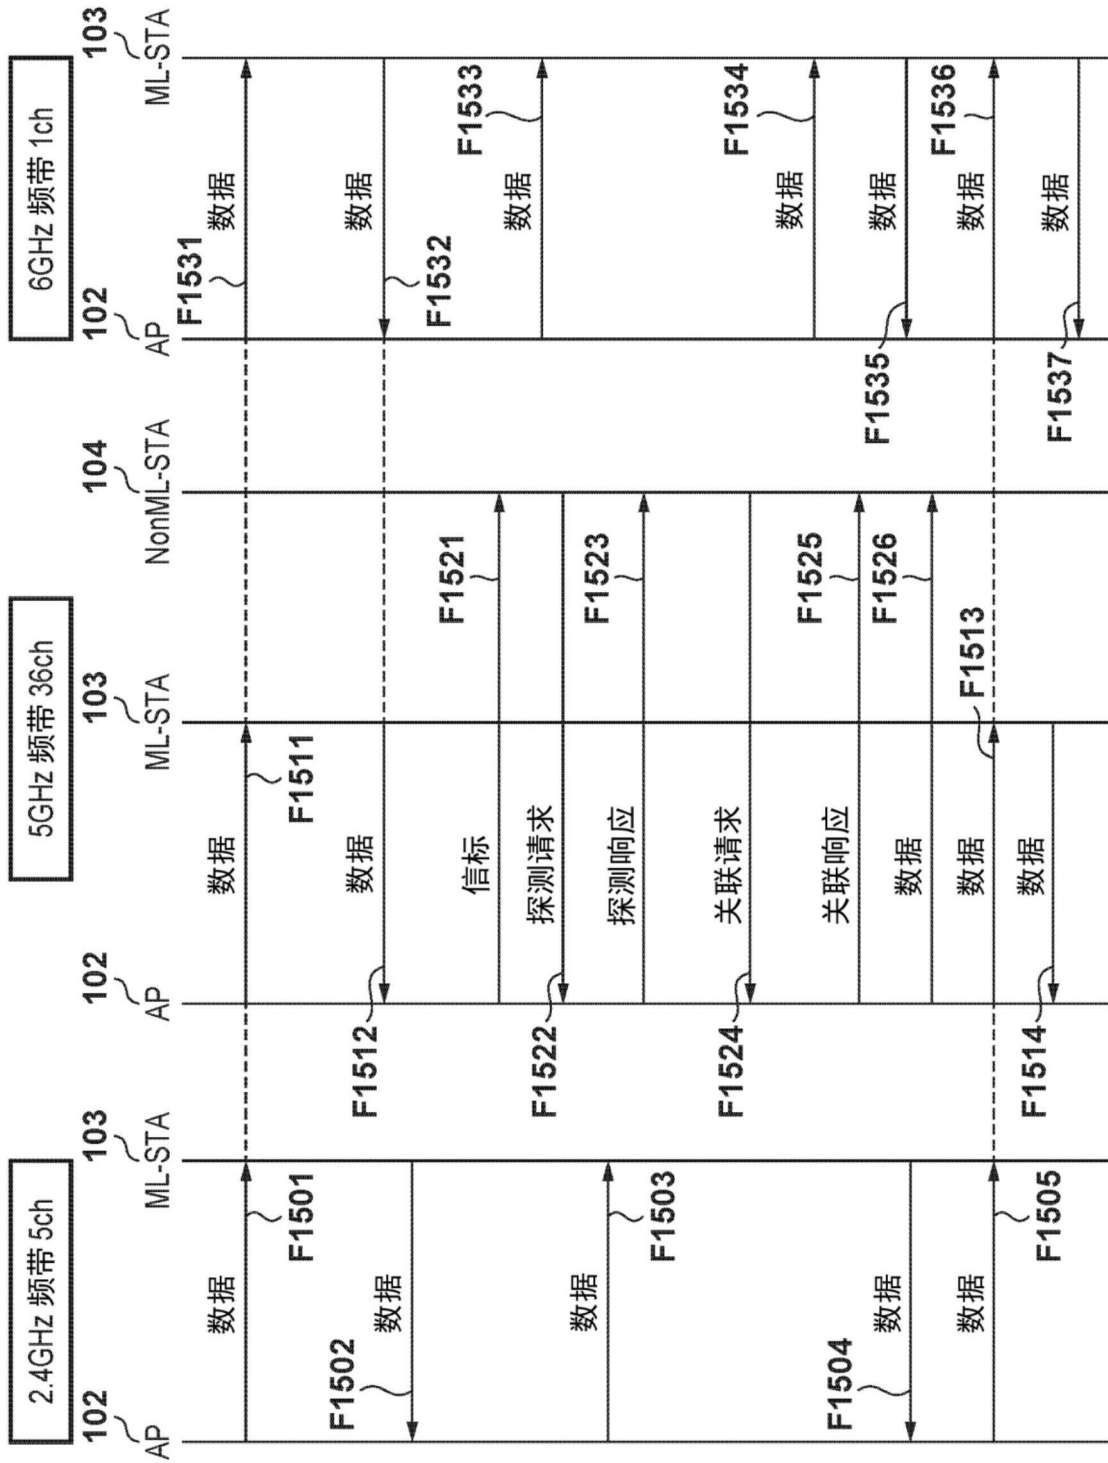 2.4GHz 频带 5ch
5GHz 频带 36ch
6GHz 频带 1ch
102
103
102
103
104
102
103
AP
ML-STA
AP
ML-STA
NonML-STA
AP
ML-STA
数据
F1501
数据
F1511
F1531
数据
F1502
数据
F1512
数据
数据
F1532
信标
F1521
数据
F1533
F1522
探测请求
数据
F1503
探测响应
F1523
F1524
关联请求
数据
F1534
关联响应
F1525
F1504
数据
数据
F1526
F1535
数据
数据
F1505
数据
F1513
数据
F1536
F1514
数据
F1537
数据